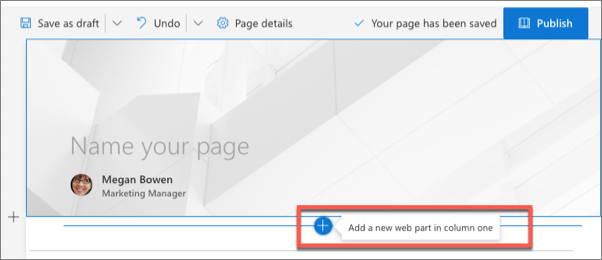 Save as draft Undo Page details Your page has been saved Publish
Name your page
Megan Bowen
Marketing Manager
Add a new web part in column one